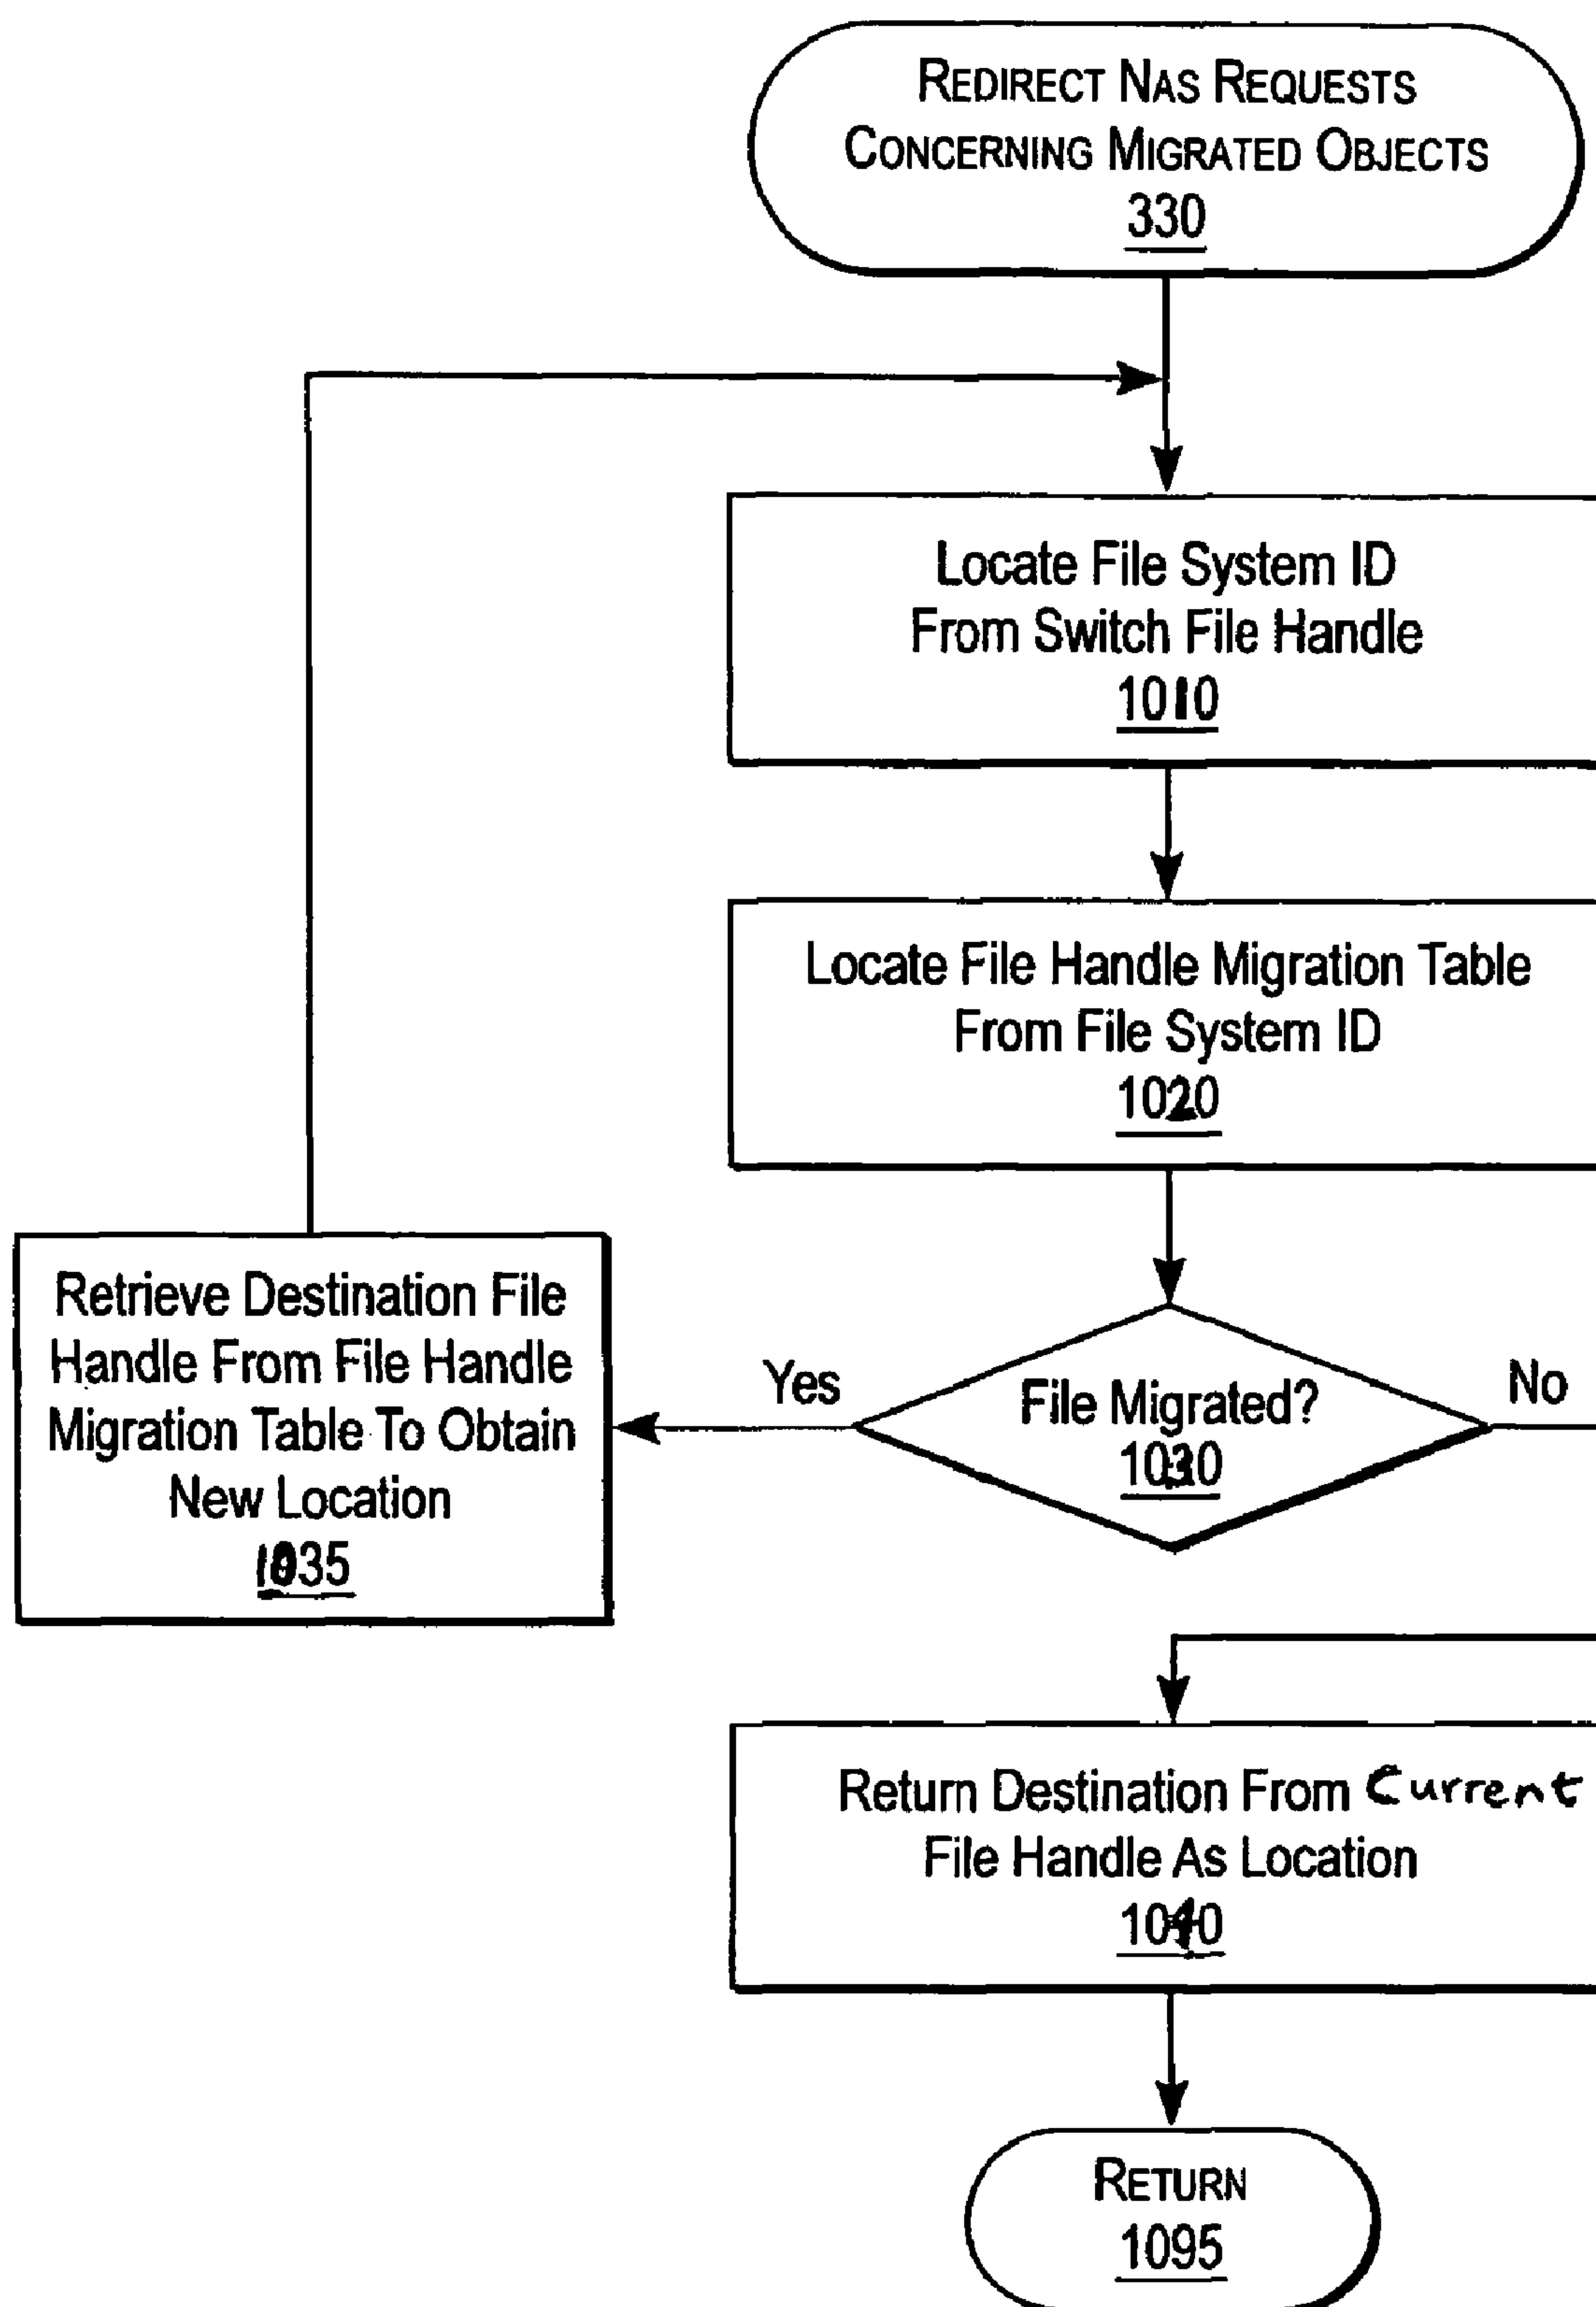 REDIRECT NAS REQUESTS
CONCERNING MIGRATED OBJECTS
330
Locate File System ID
From Switch File Handle
1010
Locate File Handle Migration Table
From File System ID
1020
Retrieve Destination File
Handle From File Handle
Migration Table To Obtain
New Location
1035
Yes
File Migrated?
1030
No
Return Destination From Current
File Handle As Location
1040
RETURN
1095